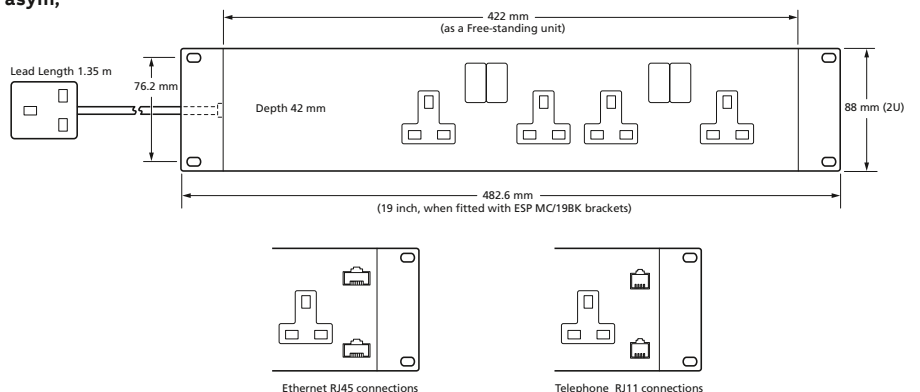 asym,
422 mm
(as a Free-standing unit)
Lead Length 1.35 m
76.2 mm
Depth 42 mm
88 mm (2U)
482.6 mm
(19 inch, when fitted with ESP MC/19BK brackets)
Ethernet RJ45 connections
Telephone RJ11 connections